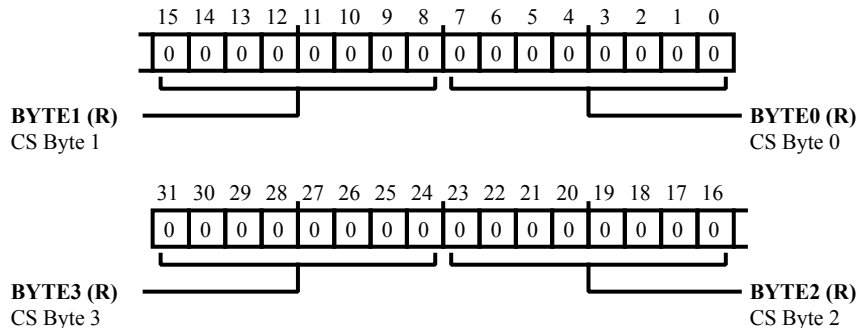 15 14 13 12 11 10 9 8 7 6 5 4 3 2 1 0
0 0 0 0 0 0 0 0 0 0 0 0 0 0 0 0
BYTE1 (R) BYTE0 (R)
CS Byte 1 CS Byte 0
31 30 29 28 27 26 25 24 23 22 21 20 19 18 17 16
0 0 0 0 0 0 0 0 0 0 0 0 0 0 0 0
BYTE3 (R) BYTE2 (R)
CS Byte 3 CS Byte 2